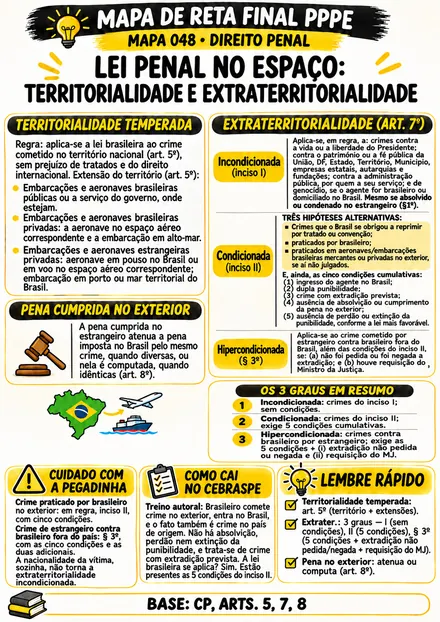 MAPA DE RETA FINAL PPPE
MAPA 048 • DIREITO PENAL
LEI PENAL NO ESPAÇO:
TERRITORIALIDADE E EXTRATERRITORIALIDADE
TERRITORIALIDADE TEMPERADA
Regra: aplica-se a lei brasileira ao crime
cometido no território nacional (art. 5º),
sem prejuízo de tratados e do direito
internacional. Extensão do território (art. 5º):
Embarcações e aeronaves brasileiras
públicas ou a serviço do governo, onde
estejam.
Embarcações e aeronaves brasileiras
privadas: a aeronave no espaço aéreo
correspondente e a embarcação em alto-mar.
Embarcações e aeronaves estrangeiras
privadas: aeronave em pouso no Brasil ou
em voo no espaço aéreo correspondente;
embarcação em porto ou mar territorial do
Brasil.
PENA CUMPRIDA NO EXTERIOR
A pena cumprida no
estrangeiro atenua a pena
imposta no Brasil pelo mesmo
crime, quando diversas, ou
nela é computada, quando
idênticas (art. 8º).
EXTRATERRITORIALIDADE (ART. 7º)
Incondicionada
(inciso I)
Aplica-se, em regra, a: crimes contra
a vida ou a liberdade do Presidente;
contra o patrimônio ou a fé pública da
União, DF, Estado, Território, Município,
empresas estatais, autarquias e
fundações; contra a administração
pública, por quem a seu serviço; e de
genocídio, se o agente for brasileiro ou
domiciliado no Brasil. Mesmo se absolvido
ou condenado no estrangeiro (§1º).
Condicionada
(inciso II)
TRÊS HIPÓTESES ALTERNATIVAS:
• Crimes que o Brasil se obrigou a reprimir
por tratado ou convenção;
• praticados por brasileiro;
• praticados em aeronaves/embarcações
brasileiras mercantes ou privadas no exterior,
se aí não julgados.
E, ainda, as cinco condições cumulativas:
(1) ingresso do agente no Brasil;
(2) dupla punibilidade;
(3) crime com extradição prevista;
(4) ausência de absolvição ou cumprimento
da pena no exterior;
(5) ausência de perdão ou extinção da
punibilidade, conforme a lei mais favorável.
Hipercondicionada
(§ 3º)
Aplica-se ao crime cometido por
estrangeiro contra brasileiro fora do
Brasil, além das condições do inciso II,
se: (a) não foi pedida ou foi negada a
extradição; e (b) houve requisição do
Ministro da Justiça.
OS 3 GRAUS EM RESUMO
1 Incondicionada: crimes do inciso I;
sem condições.
2 Condicionada: crimes do inciso II;
exige 5 condições cumulativas.
3 Hipercondicionada: crimes contra
brasileiro por estrangeiro; exige
as 5 condições + (i) extradição não
pedida ou negada e (ii) requisição do MJ.
CUIDADO COM
A PEGADINHA
Crime praticado por brasileiro
no exterior: em regra, inciso II,
com cinco condições.
Crime de estrangeiro contra
brasileiro fora do país: § 3º,
com as condições e as
duas adicionais.
A nacionalidade da vítima,
sozinha, não torna a
extraterritorialidade
incondicionada.
COMO CAI
NO CEBRASPE
Treino autoral: Brasileiro comete
crime no exterior, entra no Brasil,
e o fato também é crime no país
de origem. Não há absolvição,
perdão nem extinção da
punibilidade, e trata-se de crime
com extradição prevista. A lei
brasileira se aplica? Sim. Estão
presentes as 5 condições do inciso II.
LEMBRE RÁPIDO
Territorialidade temperada:
art. 5º (território + extensões).
Extrater.: 3 graus — I (sem
condições), II (5 condições), § 3º
(5 condições + extradição não
pedida/negada + requisição do MJ).
Pena no exterior: atenua ou
computa (art. 8º).
BASE: CP, ARTS. 5, 7, 8